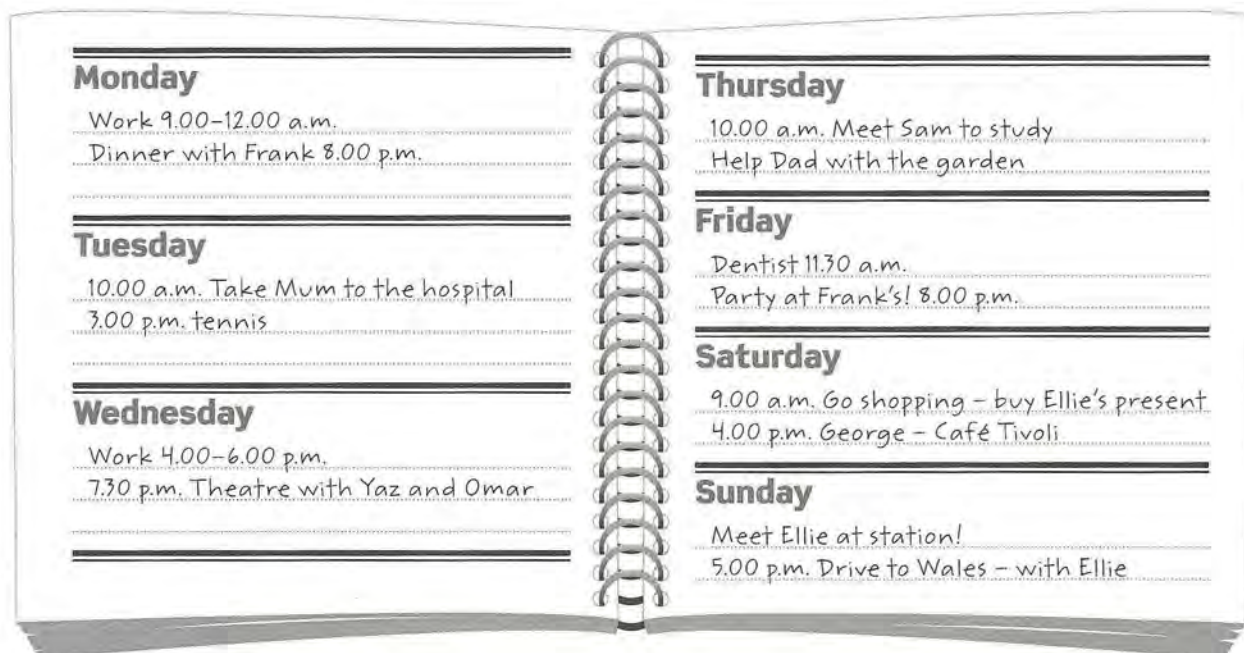 Monday
Work 9.00–12.00 a.m.
Dinner with Frank 8.00 p.m.
Tuesday
10.00 a.m. Take Mum to the hospital
3.00 p.m. tennis
Wednesday
Work 4.00–6.00 p.m.
7.30 p.m. Theatre with Yaz and Omar
Thursday
10.00 a.m. Meet Sam to study
Help Dad with the garden
Friday
Dentist 11.30 a.m.
Party at Frank's! 8.00 p.m.
Saturday
9.00 a.m. Go shopping – buy Ellie's present
4.00 p.m. George – Café Tivoli
Sunday
Meet Ellie at station!
5.00 p.m. Drive to Wales – with Ellie